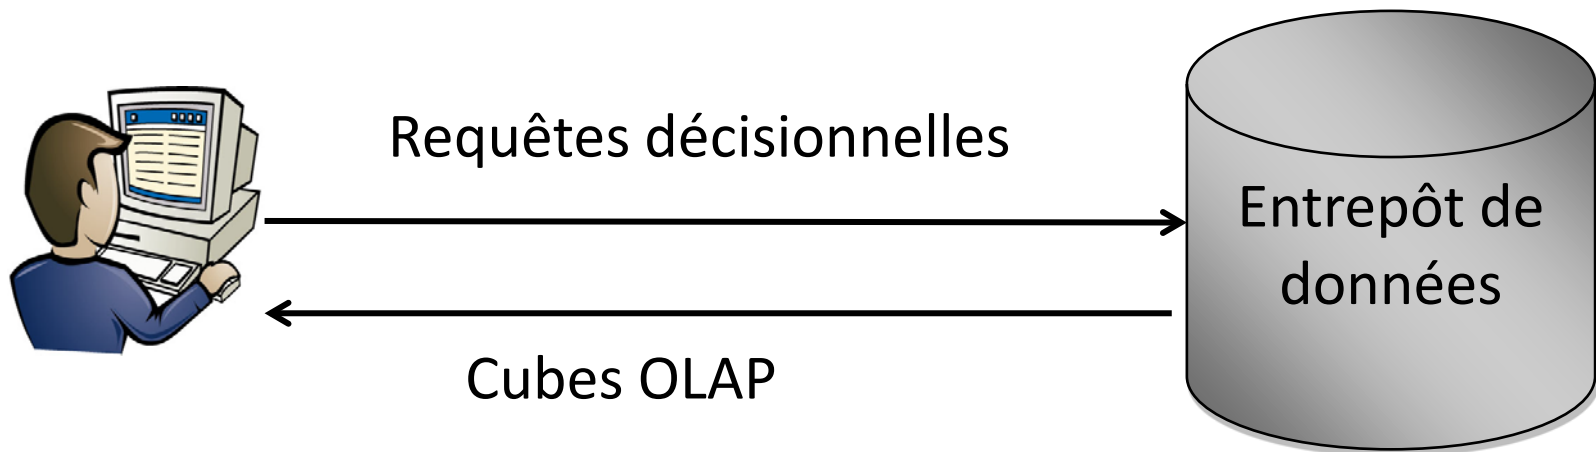 Requêtes décisionnelles
Entrepôt de
données
Cubes OLAP